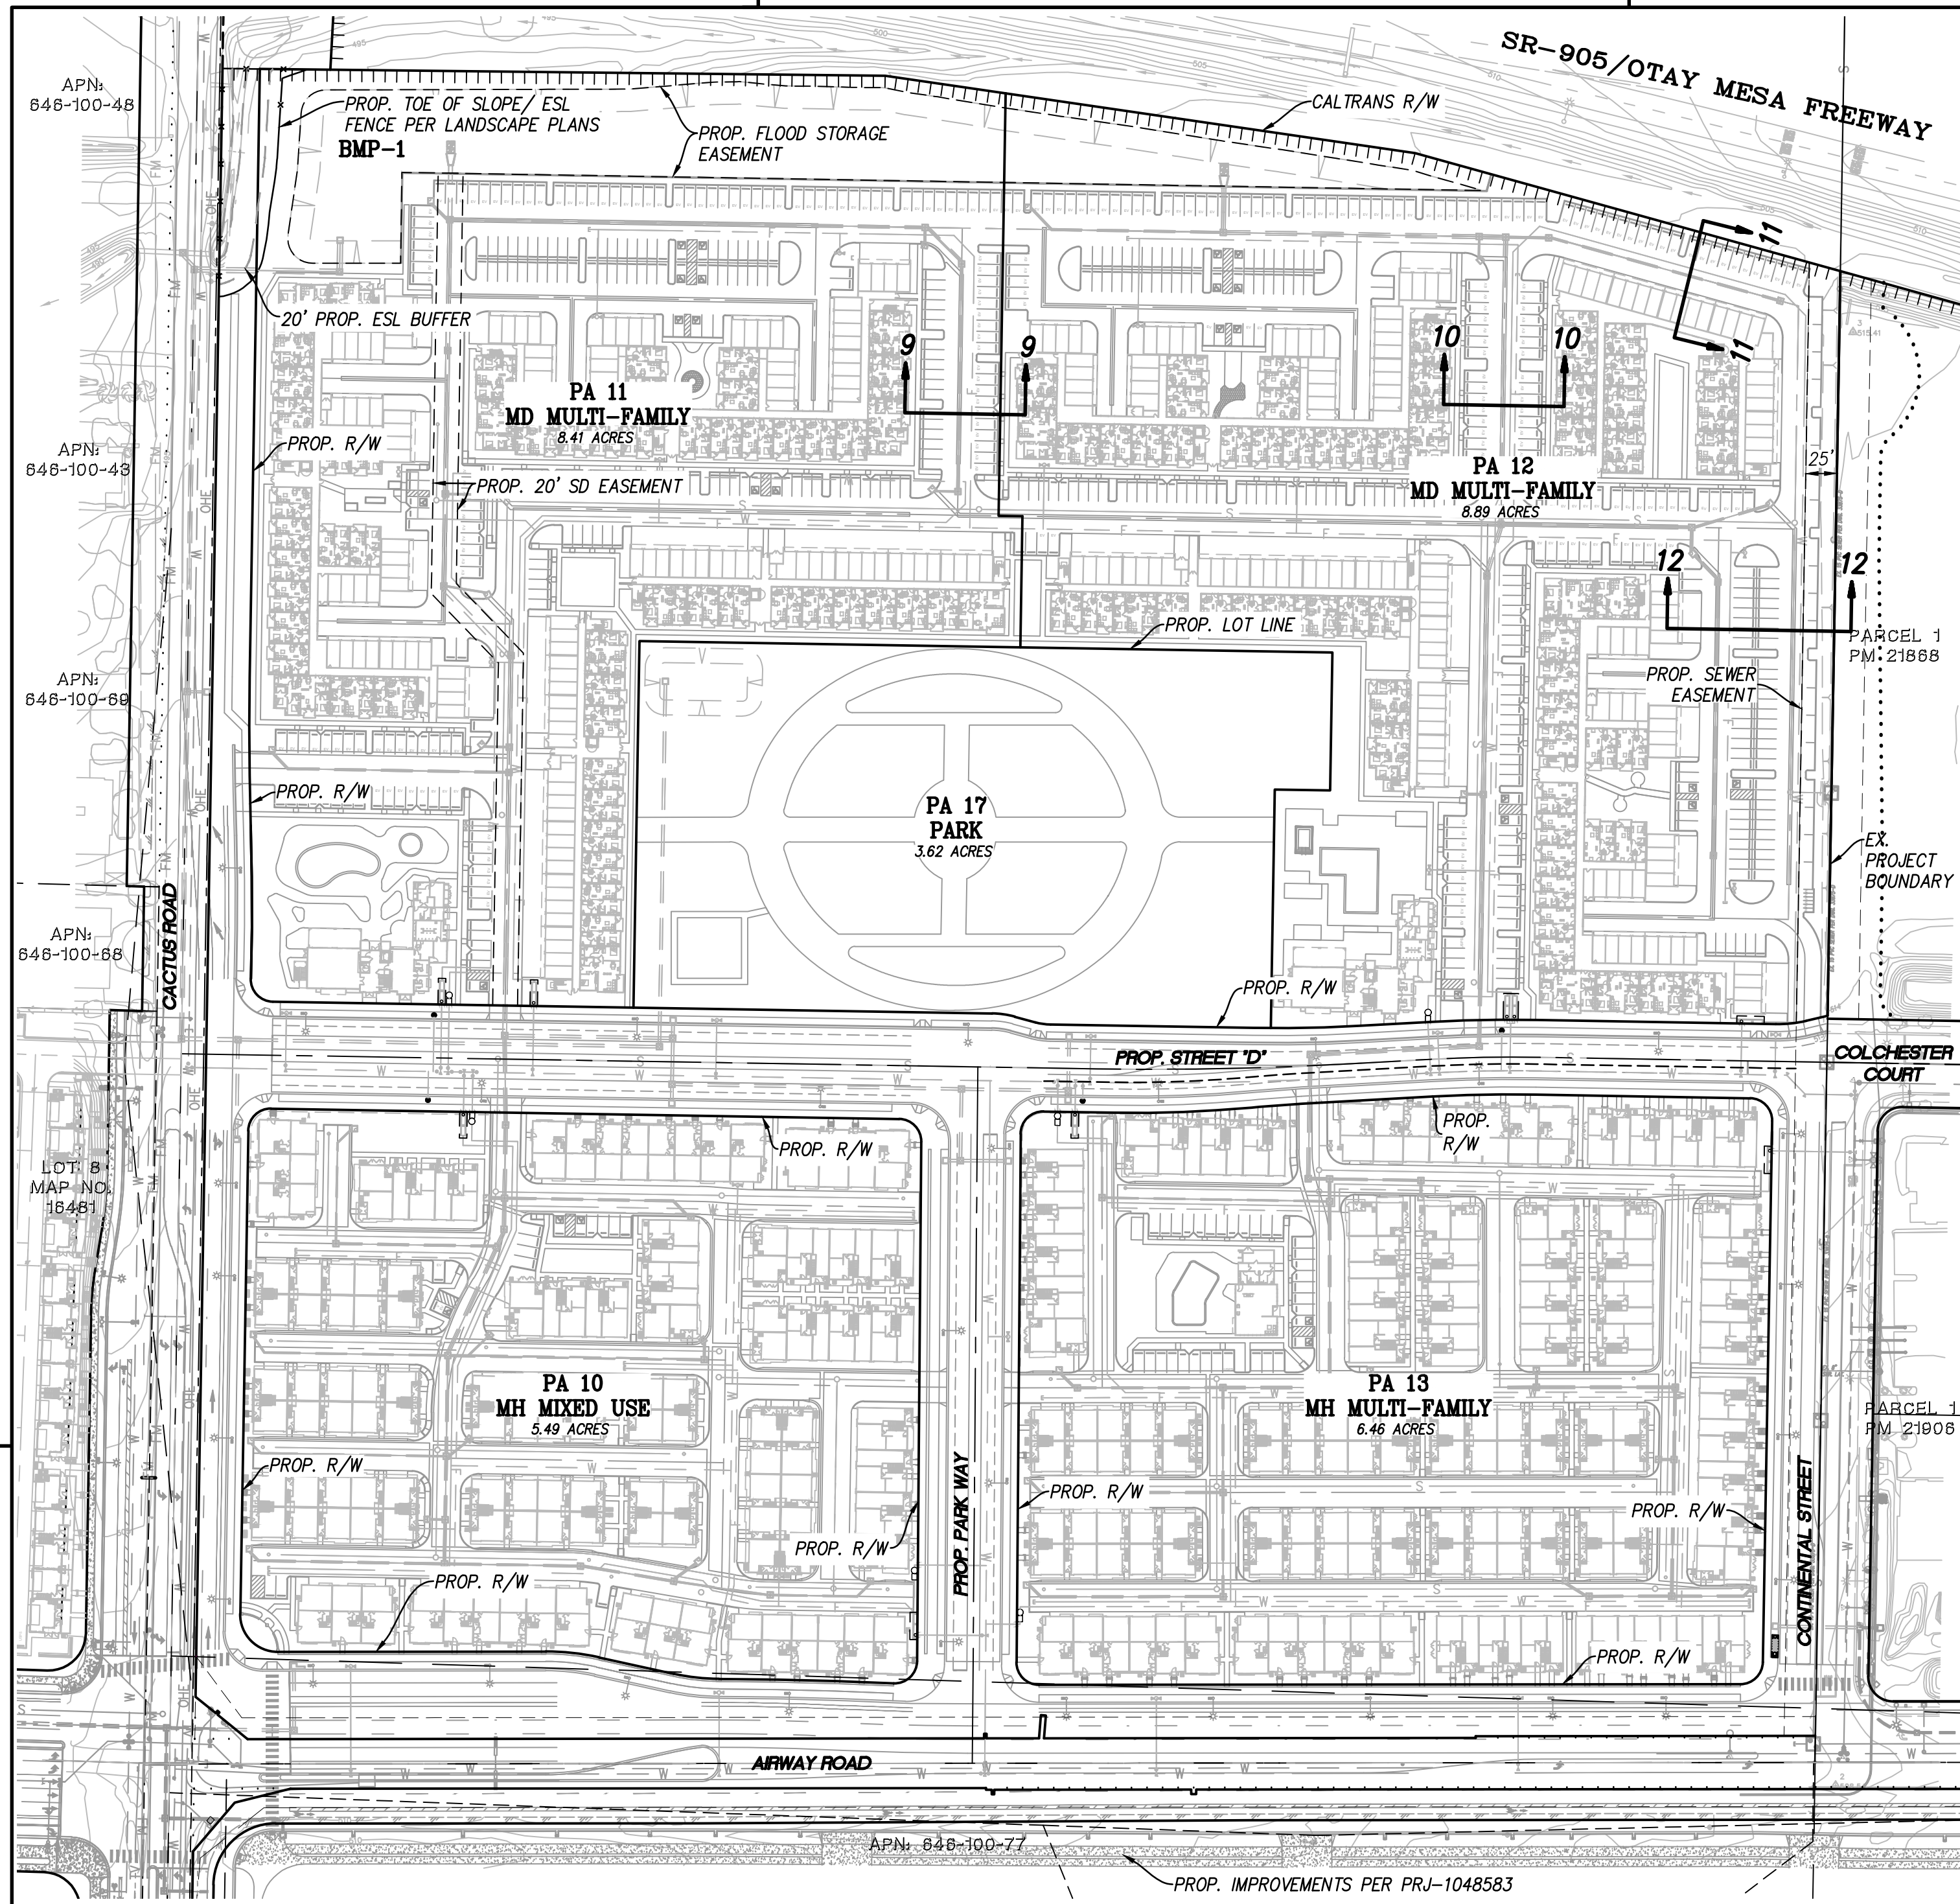 SR-905/OTAY MESA FREEWAY
APN:
646-100-48
PROP. TOE OF SLOPE/ ESL
FENCE PER LANDSCAPE PLANS
BMP-1
PROP. FLOOD STORAGE
EASEMENT
CALTRANS R/W
11
11
20' PROP. ESL BUFFER
9
9
10
10
PA 11
MD MULTI-FAMILY
8.41 ACRES
APN:
646-100-43
PROP. R/W
PROP. 20' SD EASEMENT
PA 12
MD MULTI-FAMILY
8.89 ACRES
25'
12
12
PROP. LOT LINE
PARCEL 1
PM 21868
APN:
646-100-69
PROP. SEWER
EASEMENT
PROP. R/W
PA 17
PARK
3.62 ACRES
EX.
PROJECT
BOUNDARY
CACTUS ROAD
APN:
646-100-68
PROP. R/W
PROP. STREET "D"
COLCHESTER
COURT
PROP. R/W
PROP.
R/W
LOT 8
MAP NO.
16481
PA 10
MH MIXED USE
5.49 ACRES
PA 13
MH MULTI-FAMILY
6.46 ACRES
PARCEL 1
PM 21906
PROP. R/W
PROP. R/W
PROP. R/W
PROP. R/W
PROP. PARK WAY
CONTINENTAL STREET
PROP. R/W
PROP. R/W
AIRWAY ROAD
APN: 646-100-77
PROP. IMPROVEMENTS PER PRJ-1048583